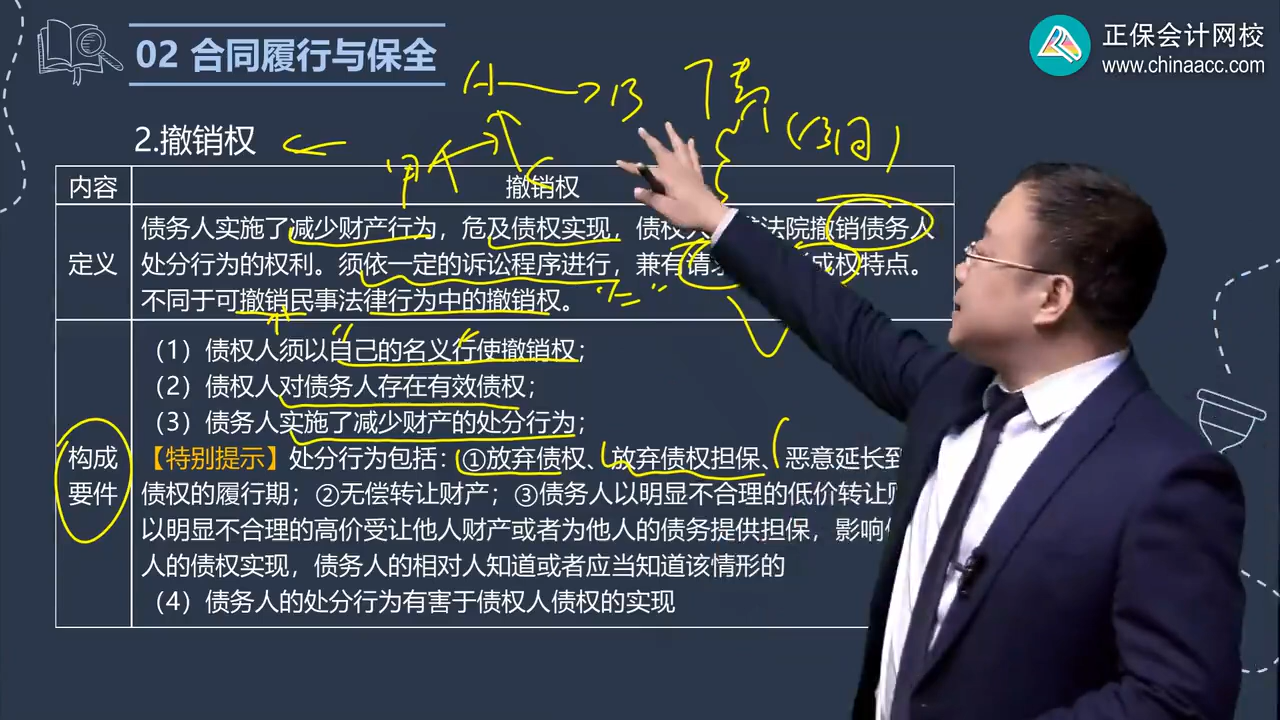 02 合同履行与保全
正保会计网校
www.chinaacc.com
A B 债
(得回)
甲 C
2.撤销权
内容 撤销权
定义
债务人实施了减少财产行为，危及债权实现，债权人 法院撤销债务人
处分行为的权利。须依一定的诉讼程序进行，兼有请求 成权特点。
不同于可撤销民事法律行为中的撤销权。
构成
要件
（1）债权人须以自己的名义行使撤销权；
（2）债权人对债务人存在有效债权；
（3）债务人实施了减少财产的处分行为；
【特别提示】处分行为包括：①放弃债权、放弃债权担保、恶意延长到
债权的履行期；②无偿转让财产；③债务人以明显不合理的低价转让
以明显不合理的高价受让他人财产或者为他人的债务提供担保，影响
人的债权实现，债务人的相对人知道或者应当知道该情形的
（4）债务人的处分行为有害于债权人债权的实现